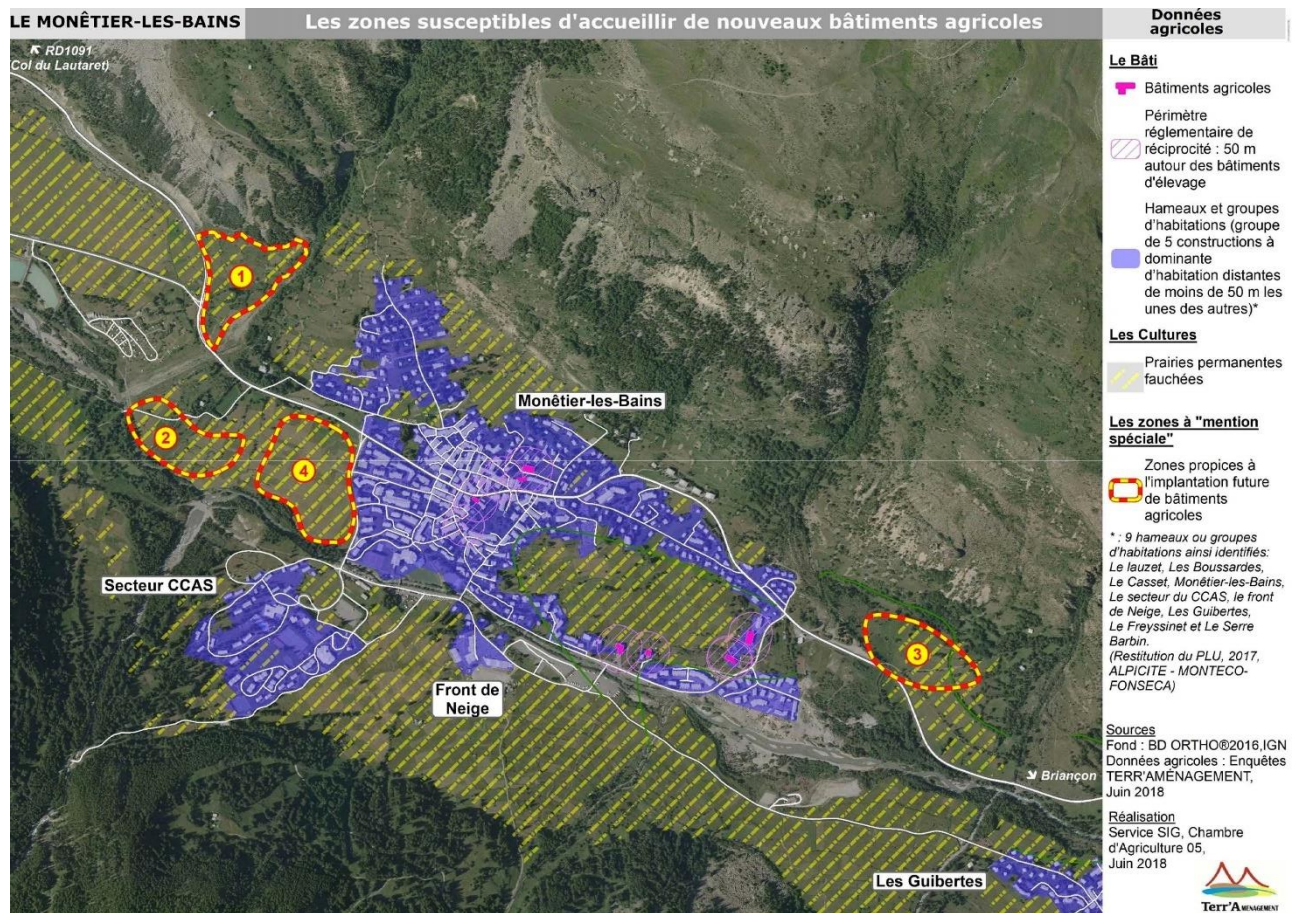 LE MONÊTIER-LES-BAINS
Les zones susceptibles d'accueillir de nouveaux bâtiments agricoles
Données
agricoles
RD1091
(Col du Lautaret)
1
2
4
3
Monêtier-les-Bains
Secteur CCAS
Front de
Neige
Briançon
Les Guibertes
Le Bâti
Bâtiments agricoles
Périmètre
réglementaire de
réciprocité : 50 m
autour des bâtiments
d'élevage
Hameaux et groupes
d'habitations (groupe
de 5 constructions à
dominante
d'habitation distantes
de moins de 50 m les
unes des autres)*
Les Cultures
Prairies permanentes
fauchées
Les zones à "mention
spéciale"
Zones propices à
l'implantation future
de bâtiments
agricoles
* : 9 hameaux ou groupes
d'habitations ainsi identifiés:
Le lauzet, Les Boussardes,
Le Casset, Monêtier-les-Bains,
Le secteur du CCAS, le front
de Neige, Les Guibertes,
Le Freyssinet et Le Serre
Barbin.
(Restitution du PLU, 2017,
ALPICITE - MONTECO-
FONSECA)
Sources
Fond : BD ORTHO®2016,IGN
Données agricoles : Enquêtes
TERR'AMÉNAGEMENT,
Juin 2018
Réalisation
Service SIG, Chambre
d'Agriculture 05,
Juin 2018
Terr'AMENAGEMENT